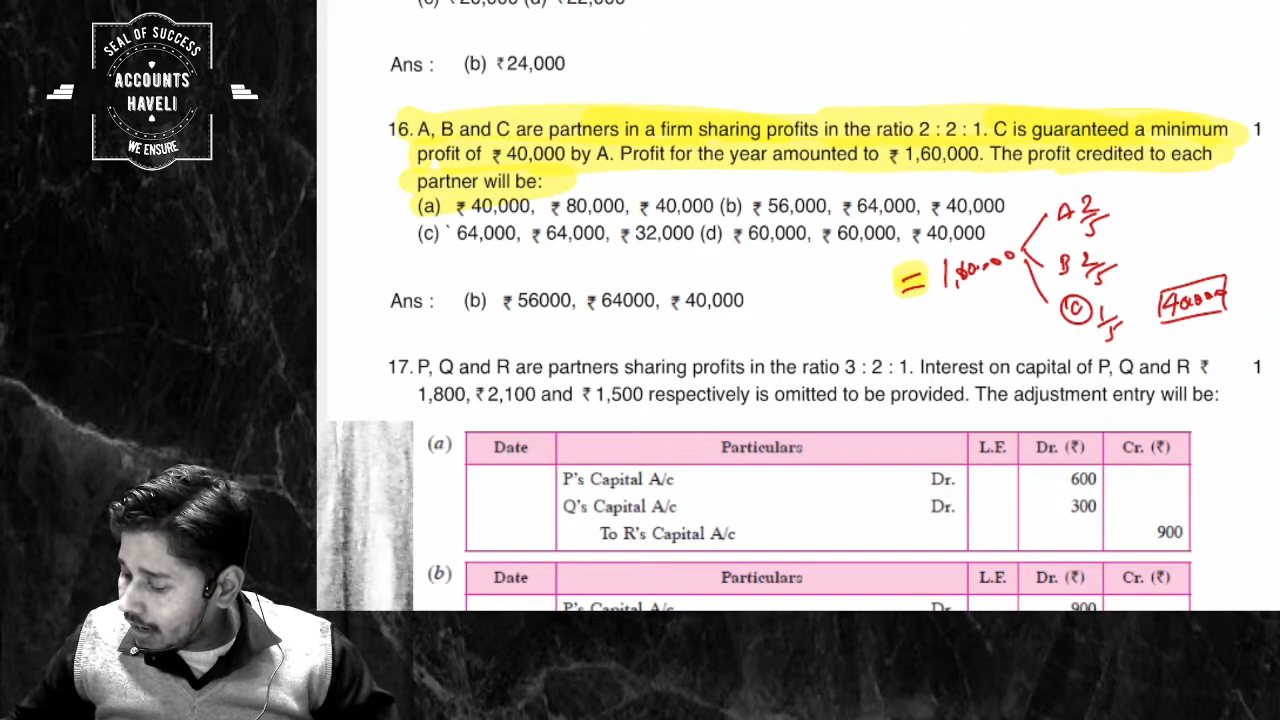 SEAL OF SUCCESS
ACCOUNTS
HAVELI
WE ENSURE
Ans : (b) ₹24,000
16. A, B and C are partners in a firm sharing profits in the ratio 2 : 2 : 1. C is guaranteed a minimum 1
profit of ₹ 40,000 by A. Profit for the year amounted to ₹ 1,60,000. The profit credited to each
partner will be:
(a) ₹ 40,000, ₹ 80,000, ₹ 40,000 (b) ₹ 56,000, ₹ 64,000, ₹ 40,000
(c) ` 64,000, ₹ 64,000, ₹ 32,000 (d) ₹ 60,000, ₹ 60,000, ₹ 40,000
A 2/5
= 1,60,000 B 2/5
C 1/5 40000
Ans : (b) ₹ 56000, ₹ 64000, ₹ 40,000
17. P, Q and R are partners sharing profits in the ratio 3 : 2 : 1. Interest on capital of P, Q and R ₹ 1
1,800, ₹ 2,100 and ₹ 1,500 respectively is omitted to be provided. The adjustment entry will be:
(a) Date Particulars L.F. Dr. (₹) Cr. (₹)
P's Capital A/c Dr. 600
Q's Capital A/c Dr. 300
To R's Capital A/c 900
(b) Date Particulars L.F. Dr. (₹) Cr. (₹)
P's Capital A/c Dr. 900